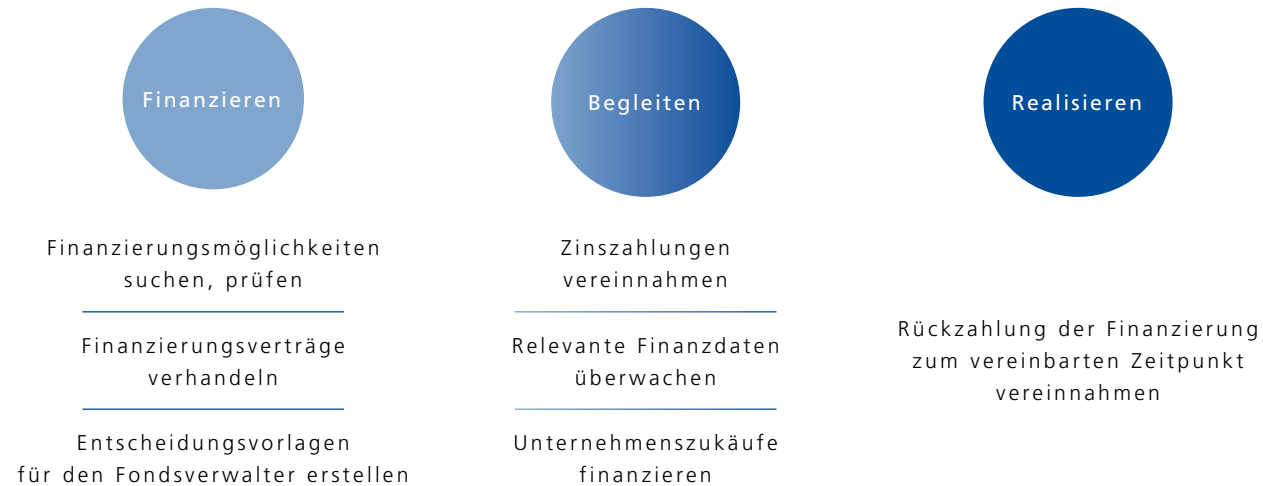 Finanzieren
Finanzierungsmöglichkeiten
suchen, prüfen
Finanzierungsverträge
verhandeln
Entscheidungsvorlagen
für den Fondsverwalter erstellen
Begleiten
Zinszahlungen
vereinnahmen
Relevante Finanzdaten
überwachen
Unternehmenszukäufe
finanzieren
Realisieren
Rückzahlung der Finanzierung
zum vereinbarten Zeitpunkt
vereinnahmen